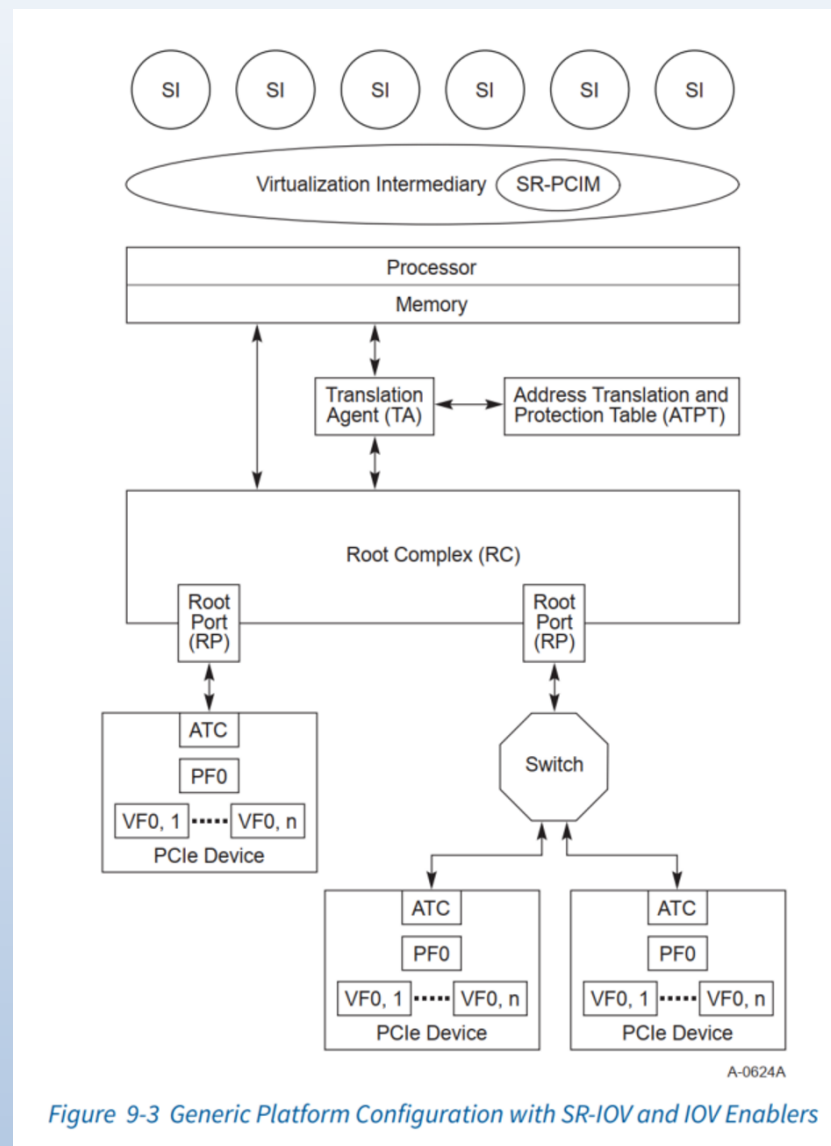 SI SI SI SI SI SI
Virtualization Intermediary SR-PCIM
Processor
Memory
Translation
Agent (TA)
Address Translation and
Protection Table (ATPT)
Root Complex (RC)
Root
Port
(RP)
Root
Port
(RP)
ATC
PF0
VF0, 1 VF0, n
PCIe Device
Switch
ATC
PF0
VF0, 1 VF0, n
PCIe Device
ATC
PF0
VF0, 1 VF0, n
PCIe Device
A-0624A
Figure 9-3 Generic Platform Configuration with SR-IOV and IOV Enablers